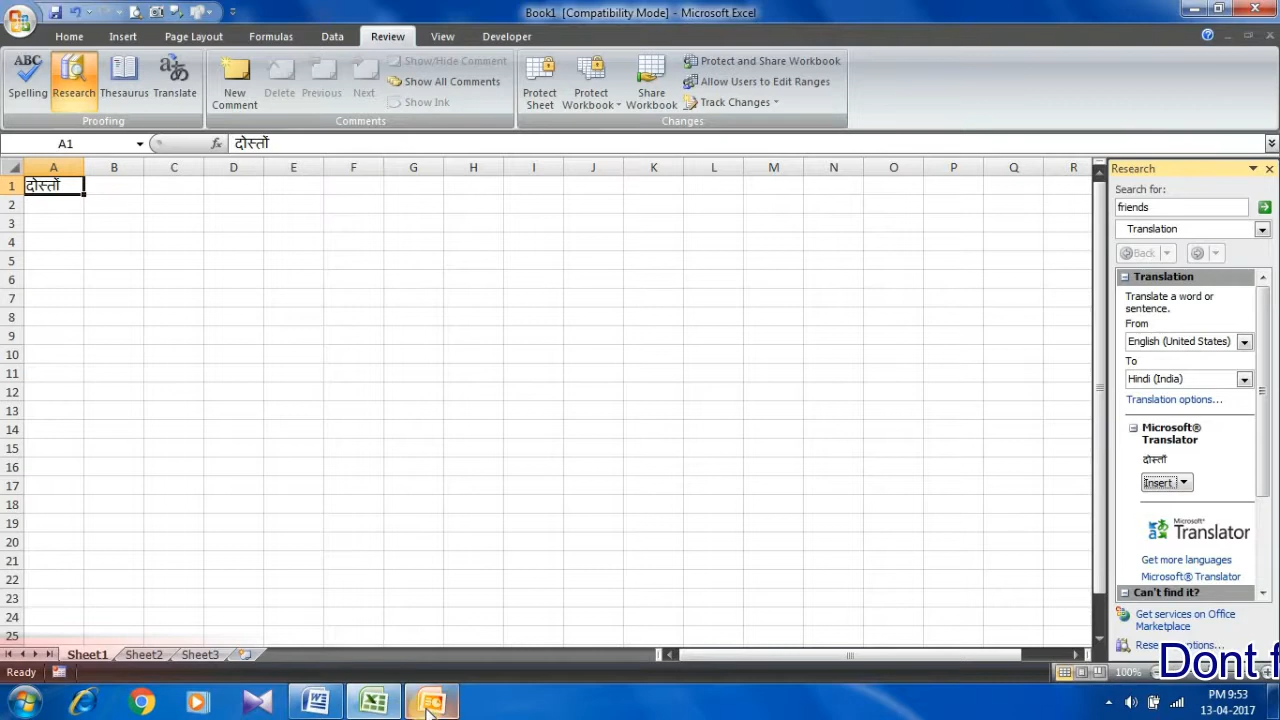 Book1 [Compatibility Mode] - Microsoft Excel
Home Insert Page Layout Formulas Data Review View Developer
ABC
Spelling Research Thesaurus Translate
Proofing
New Comment Delete Previous Next
Show/Hide Comment
Show All Comments
Show Ink
Comments
Protect Sheet Protect Workbook Share Workbook
Protect and Share Workbook
Allow Users to Edit Ranges
Track Changes
Changes
A1 fx दोस्तों
A B C D E F G H I J K L M N O P Q R
1 दोस्तों
2
3
4
5
6
7
8
9
10
11
12
13
14
15
16
17
18
19
20
21
22
23
24
25
Research
Search for:
friends
Translation
Back
Translation
Translate a word or
sentence.
From
English (United States)
To
Hindi (India)
Translation options...
Microsoft®
Translator
दोस्तों
Insert
Microsoft®
Translator
Get more languages
Microsoft® Translator
Can't find it?
Get services on Office
Marketplace
Sheet1 Sheet2 Sheet3
Ready 100%
Dont
PM 9:53
13-04-2017